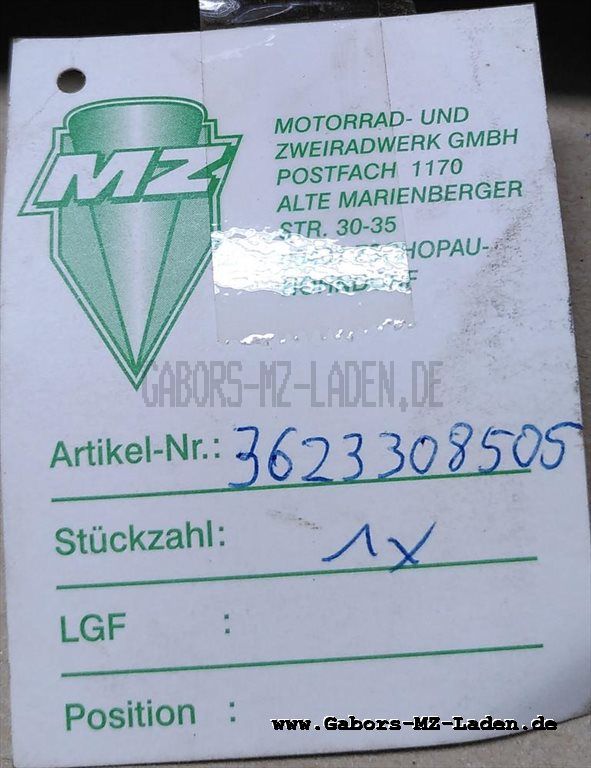 MZ
MOTORRAD- UND
ZWEIRADWERK GMBH
POSTFACH 1170
ALTE MARIENBERGER
STR. 30-35
GABORS-MZ-LADEN.DE
Artikel-Nr.: 3623308505
Stückzahl: 1x
LGF :
Position :
www.Gabors-MZ-Laden.de